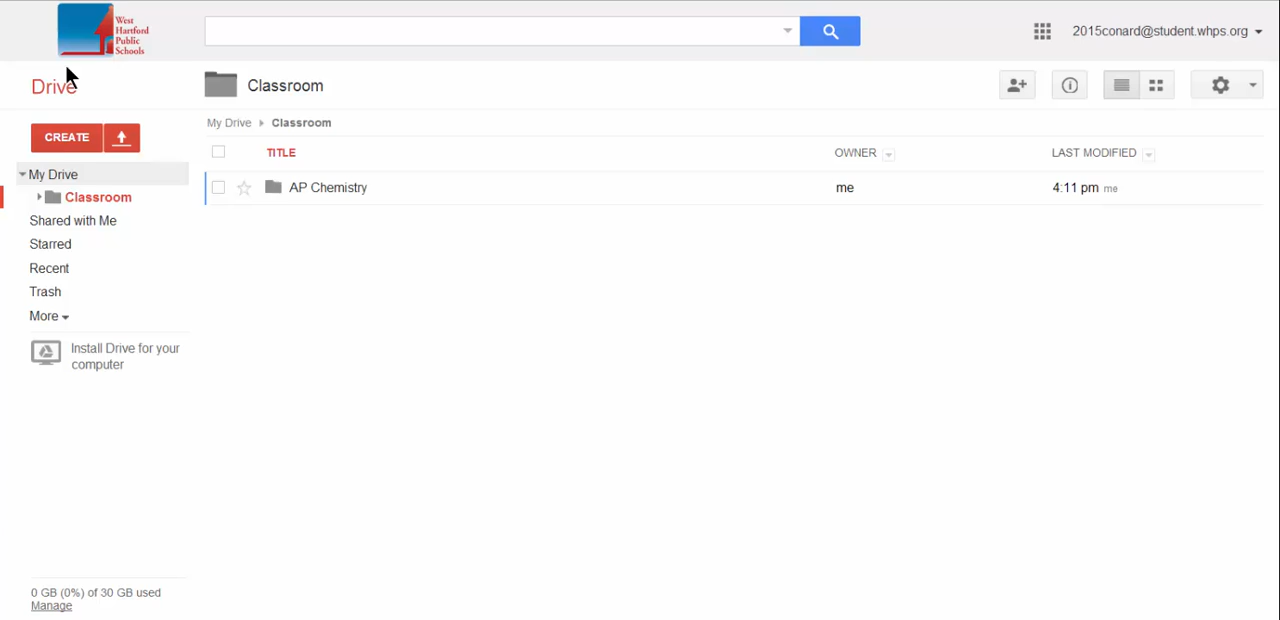 West
Hartford
Public
Schools
2015conard@student.whps.org
Drive
Classroom
CREATE
My Drive
Classroom
Shared with Me
Starred
Recent
Trash
More
Install Drive for your
computer
0 GB (0%) of 30 GB used
Manage
My Drive Classroom
TITLE OWNER LAST MODIFIED
AP Chemistry me 4:11 pm me